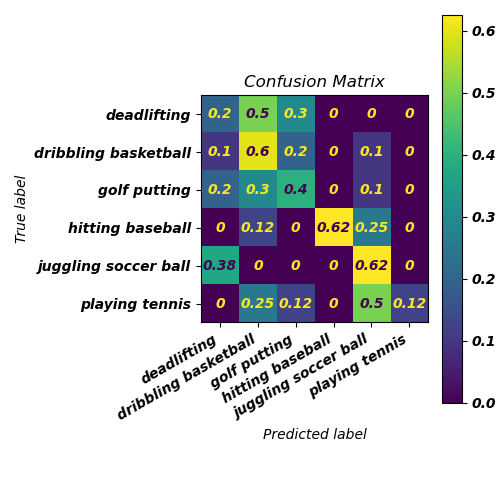 Confusion Matrix
True label
deadlifting 0.2 0.5 0.3 0 0 0
dribbling basketball 0.1 0.6 0.2 0 0.1 0
golf putting 0.2 0.3 0.4 0 0.1 0
hitting baseball 0 0.12 0 0.62 0.25 0
juggling soccer ball 0.38 0 0 0 0.62 0
playing tennis 0 0.25 0.12 0 0.5 0.12
deadlifting
dribbling basketball
golf putting
hitting baseball
juggling soccer ball
playing tennis
Predicted label
0.6
0.5
0.4
0.3
0.2
0.1
0.0